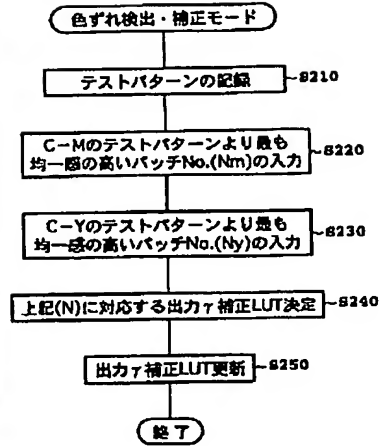 色ずれ検出・補正モード
テストパターンの記録
S210
C-Mのテストパターンより最も
均一感の高いパッチNo.(Nm)の入力
S220
C-Yのテストパターンより最も
均一感の高いパッチNo.(Ny)の入力
S230
上記(N)に対応する出力γ補正LUT決定
S240
出力γ補正LUT更新
S250
終了